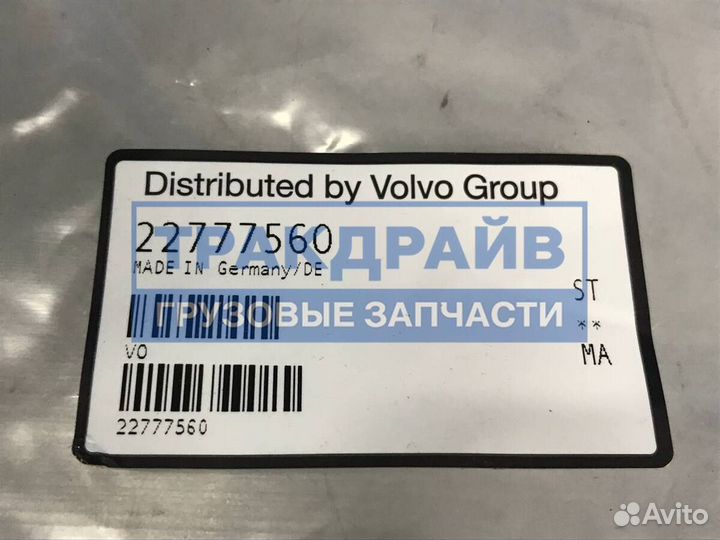 Distributed by Volvo Group
22777560
ТРАКДРАЙВ
MADE IN Germany/DE
ST
ГРУЗОВЫЕ ЗАПЧАСТИ
**
VO
MA
22777560
Avito